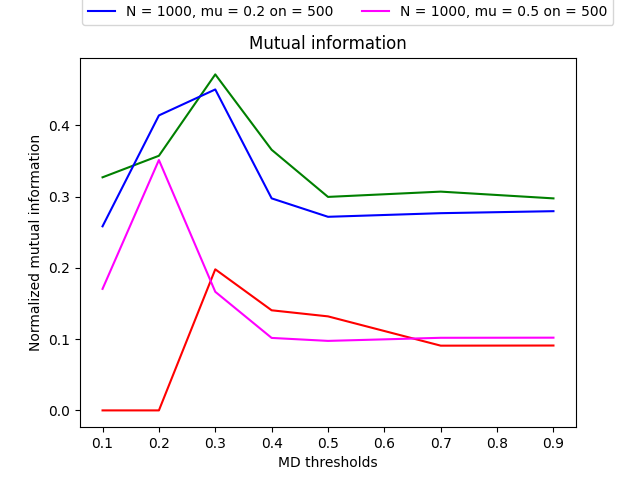 N = 1000, mu = 0.2 on = 500 N = 1000, mu = 0.5 on = 500
Mutual information
Normalized mutual information
0.4
0.3
0.2
0.1
0.0
0.1 0.2 0.3 0.4 0.5 0.6 0.7 0.8 0.9
MD thresholds